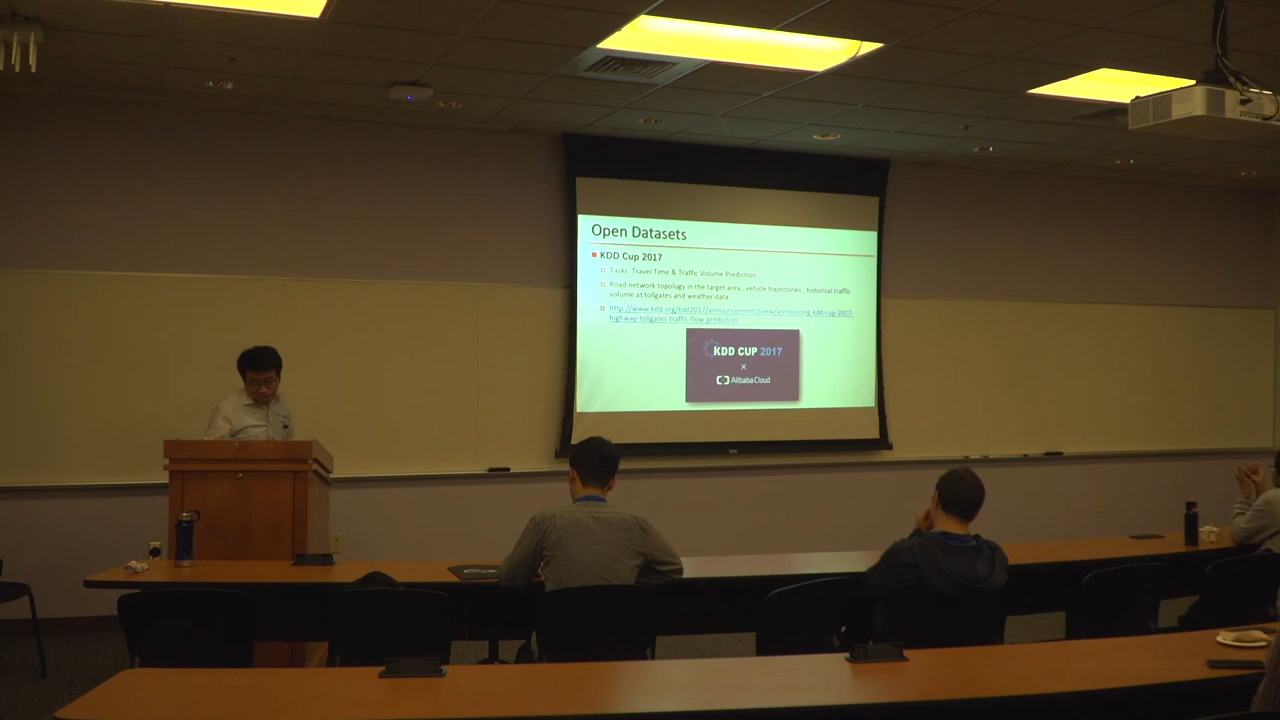 Open Datasets
KDD Cup 2017
Tasks: Travel Time & Traffic Volume Prediction
Road network topology in the target area , vehicle trajectories , historical traffic
volume at tollgates and weather data
http://www.kdd.org/kdd2017/announcements/view/announcing-kdd-cup-2017-
highway-tollgates-traffic-flow-prediction
KDD CUP 2017
X
Alibaba Cloud